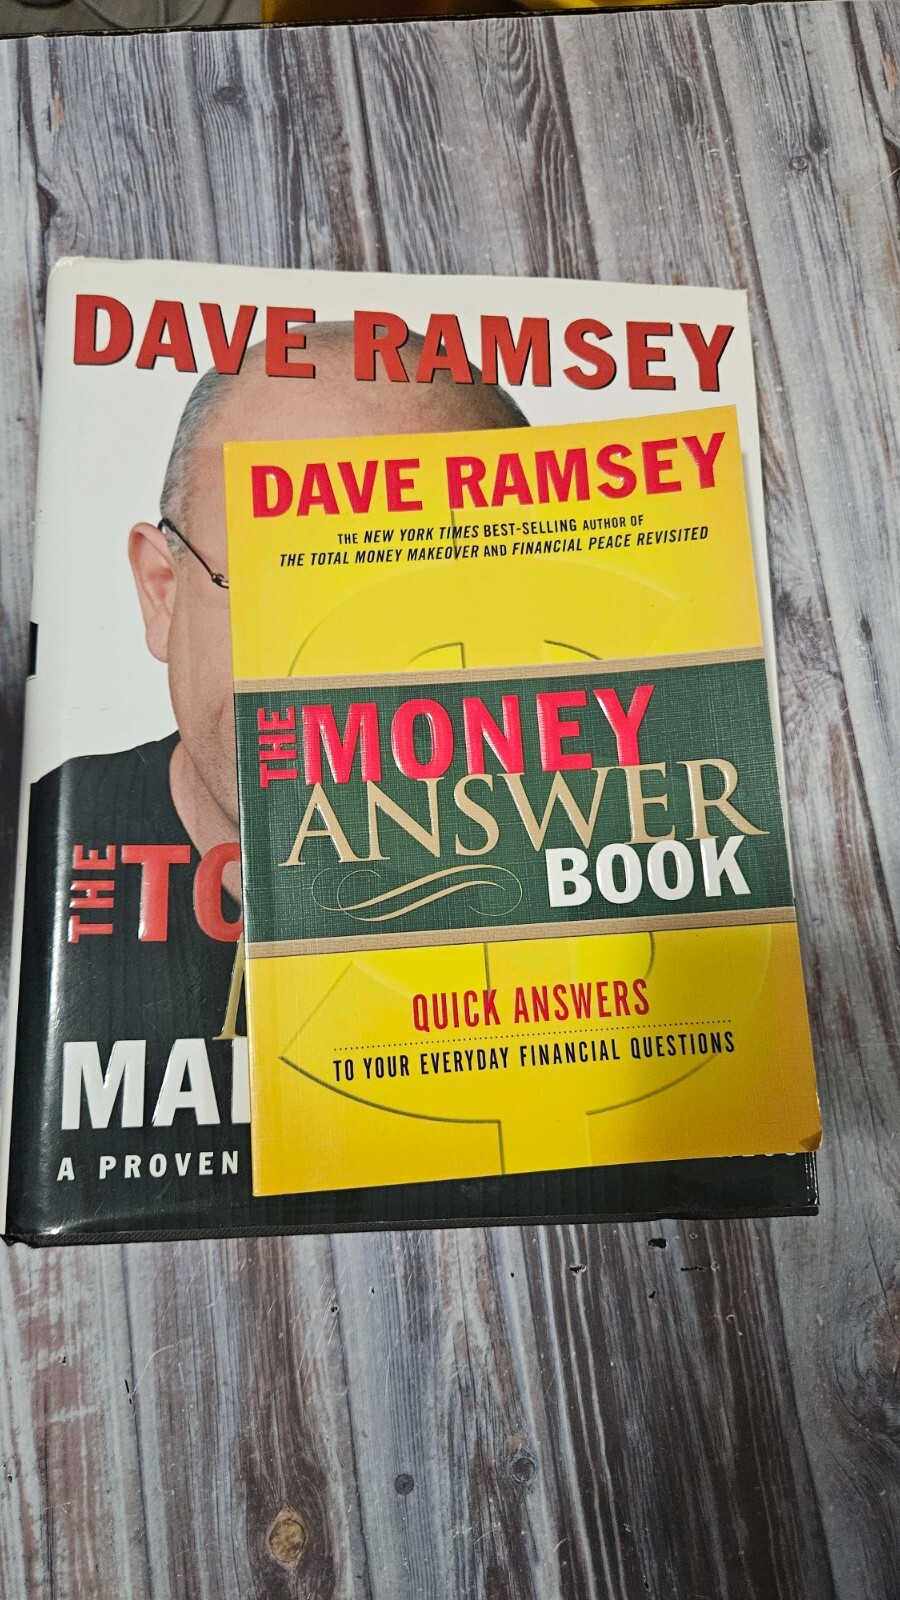 DAVE RAMSEY
THE
MA
A PROVEN
DAVE RAMSEY
THE NEW YORK TIMES BEST-SELLING AUTHOR OF
THE TOTAL MONEY MAKEOVER AND FINANCIAL PEACE REVISITED
THE MONEY
ANSWER
BOOK
QUICK ANSWERS
TO YOUR EVERYDAY FINANCIAL QUESTIONS